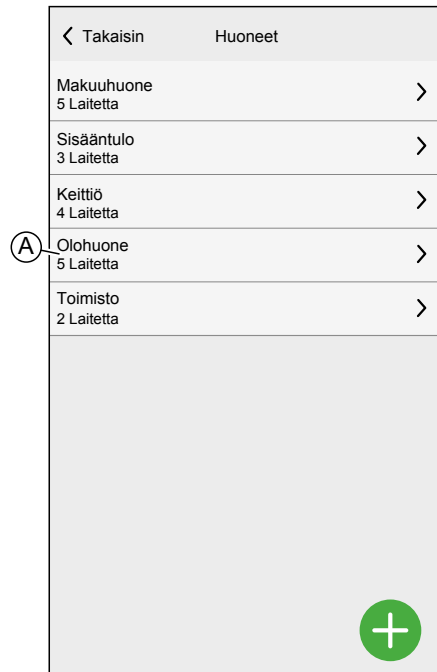 Takaisin Huoneet
Makuuhuone
5 Laitetta
Sisääntulo
3 Laitetta
Keittiö
4 Laitetta
A
Olohuone
5 Laitetta
Toimisto
2 Laitetta